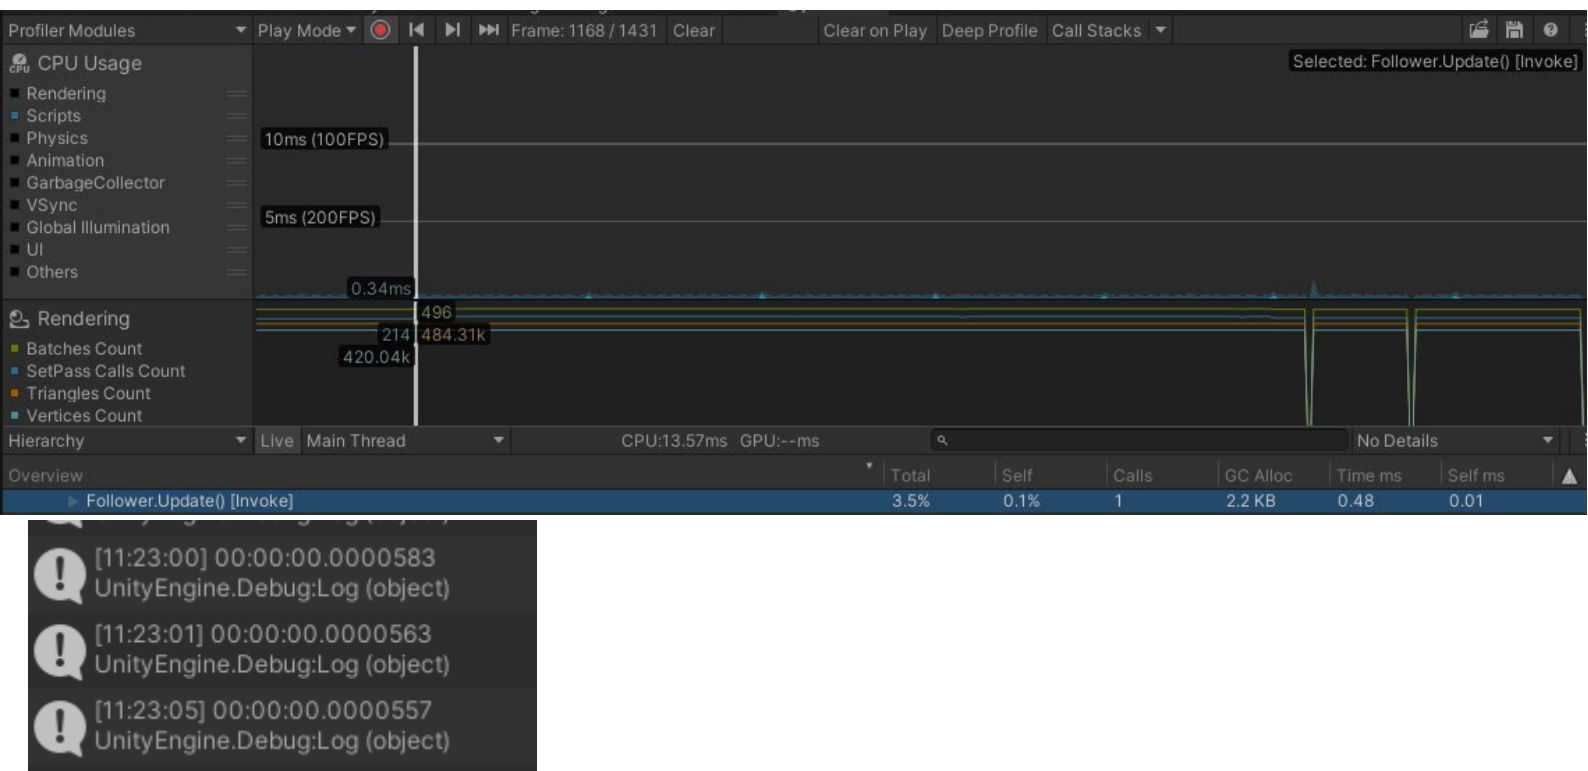 Profiler Modules Play Mode Frame: 1168 / 1431 Clear Clear on Play Deep Profile Call Stacks
CPU Usage
Selected: Follower.Update() [Invoke]
Rendering
Scripts
Physics
10ms (100FPS)
Animation
GarbageCollector
VSync
5ms (200FPS)
Global Illumination
UI
Others
0.34ms
Rendering
496
214 484.31k
Batches Count
420.04k
SetPass Calls Count
Triangles Count
Vertices Count
Hierarchy Live Main Thread CPU:13.57ms GPU:--ms No Details
Overview Total Self Calls GC Alloc Time ms Self ms
Follower.Update() [Invoke] 3.5% 0.1% 1 2.2 KB 0.48 0.01
[11:23:00] 00:00:00.0000583
UnityEngine.Debug:Log (object)
[11:23:01] 00:00:00.0000563
UnityEngine.Debug:Log (object)
[11:23:05] 00:00:00.0000557
UnityEngine.Debug:Log (object)